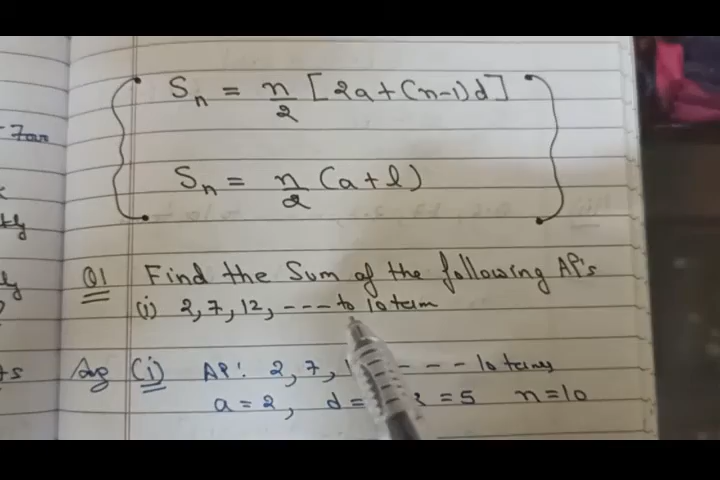 Sn = n/2 [2a+(n-1)d]
Sn = n/2 (a+l)
Q1 Find the Sum of the following AP's
(i) 2, 7, 12, --- to 10 term
Ans (i) AP: 2, 7, 1 - - - 10 terms
a = 2, d = = 5 n = 10